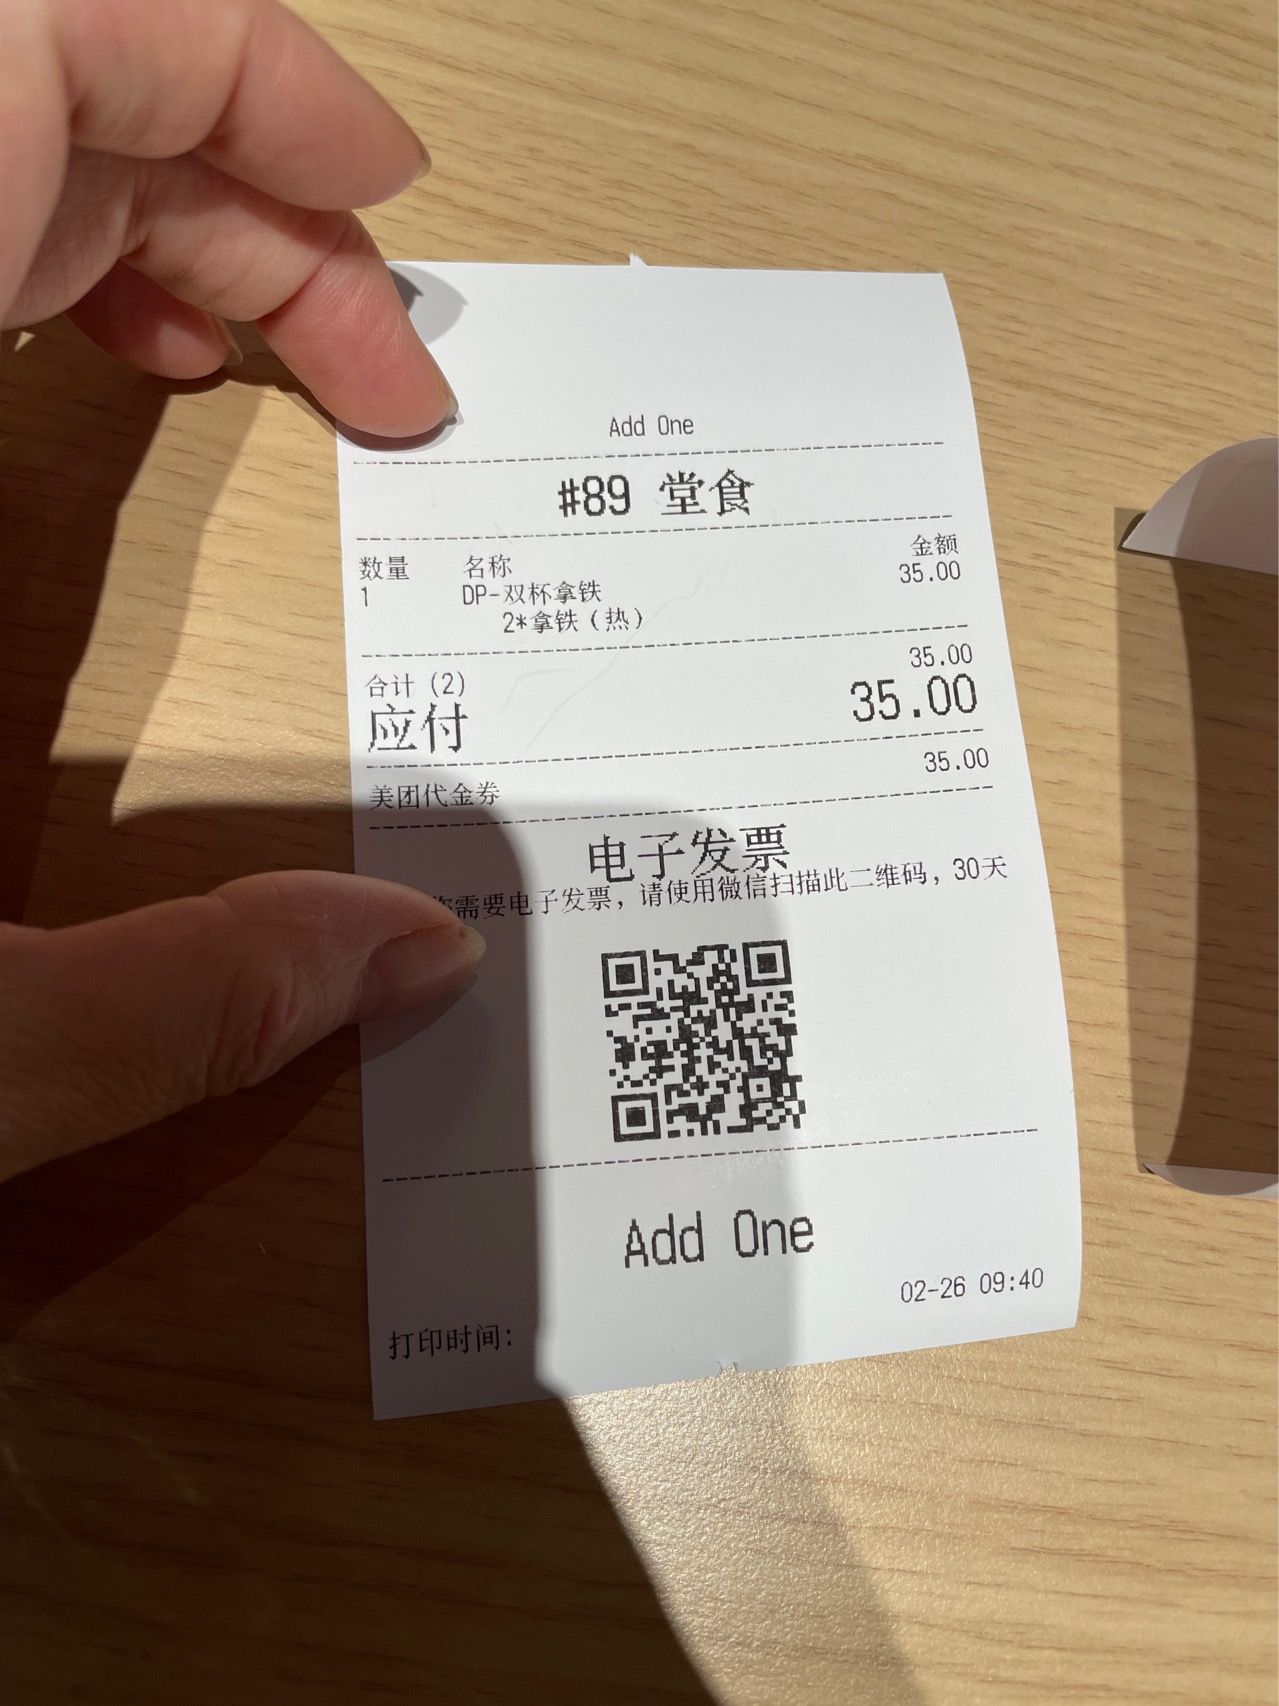 Add One
#89 堂食
数量 名称 金额
1 DP-双杯拿铁 35.00
2*拿铁（热）
合计 (2) 35.00
应付 35.00
美团代金券 35.00
电子发票
需要电子发票，请使用微信扫描此二维码，30天
Add One
02-26 09:40
打印时间: